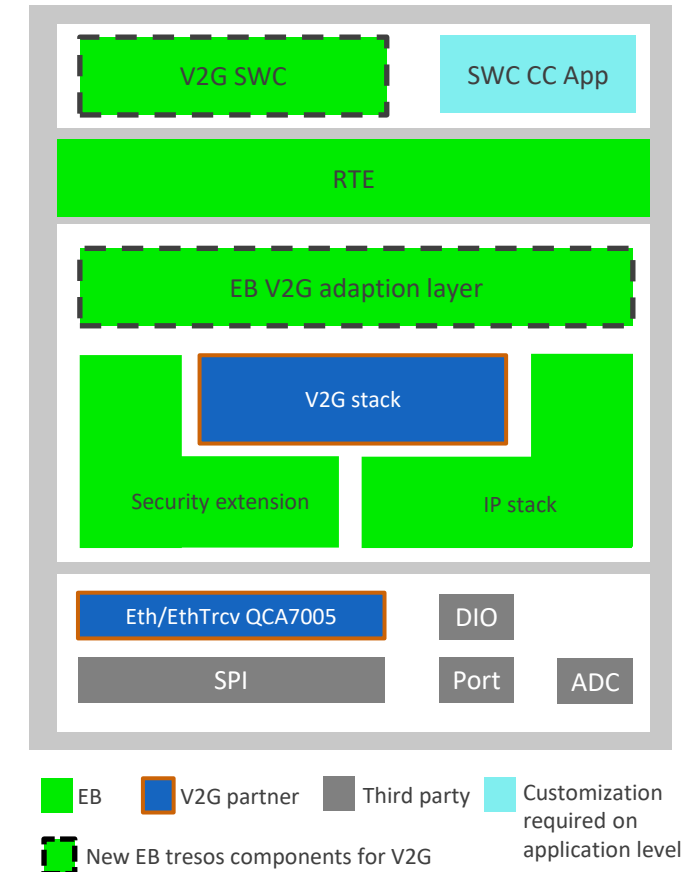 V2G SWC
SWC CC App
RTE
EB V2G adaption layer
V2G stack
Security extension
IP stack
Eth/EthTrcv QCA7005
DIO
SPI
Port
ADC
EB
V2G partner
Third party
Customization
required on
application level
New EB tresos components for V2G